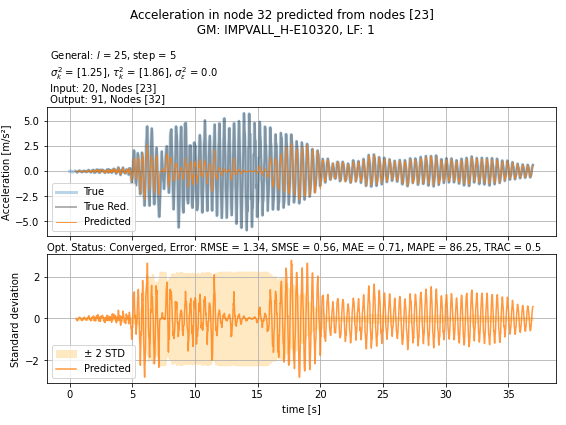 Acceleration in node 32 predicted from nodes [23]
GM: IMPVALL_H-E10320, LF: 1
General: l = 25, step = 5
σ²ₖ = [1.25], τ²ₖ = [1.86], σ²ε = 0.0
Input: 20, Nodes [23]
Output: 91, Nodes [32]
Acceleration [m/s²]
5.0
2.5
0.0
−2.5
−5.0
True
True Red.
Predicted
Opt. Status: Converged, Error: RMSE = 1.34, SMSE = 0.56, MAE = 0.71, MAPE = 86.25, TRAC = 0.5
Standard deviation
2
0
−2
± 2 STD
Predicted
0 5 10 15 20 25 30 35
time [s]